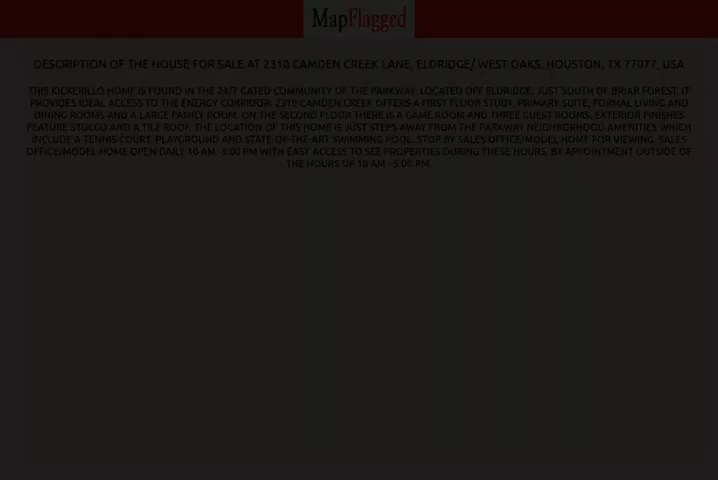 MapFlagged
DESCRIPTION OF THE HOUSE FOR SALE AT 2310 CAMDEN CREEK LANE, ELDRIDGE/ WEST OAKS, HOUSTON, TX 77077, USA
THIS KICKERILLO HOME IS FOUND IN THE 24/7 GATED COMMUNITY OF THE PARKWAY. LOCATED OFF ELDRIDGE, JUST SOUTH OF BRIAR FOREST, IT
PROVIDES IDEAL ACCESS TO THE ENERGY CORRIDOR. 2310 CAMDEN CREEK OFFERS A FIRST FLOOR STUDY, PRIMARY SUITE, FORMAL LIVING AND
DINING ROOMS AND A LARGE FAMILY ROOM. ON THE SECOND FLOOR THERE IS A GAME ROOM AND THREE GUEST ROOMS. EXTERIOR FINISHES
FEATURE STUCCO AND A TILE ROOF. THE LOCATION OF THIS HOME IS JUST STEPS AWAY FROM THE PARKWAY NEIGHBORHOOD AMENITIES WHICH
INCLUDE A TENNIS COURT, PLAYGROUND AND STATE-OF-THE-ART SWIMMING POOL. STOP BY SALES OFFICE/MODEL HOME FOR VIEWING. SALES
OFFICE/MODEL HOME OPEN DAILY 10 AM -5:00 PM WITH EASY ACCESS TO SEE PROPERTIES DURING THESE HOURS. BY APPOINTMENT OUTSIDE OF
THE HOURS OF 10 AM -5:00 PM.